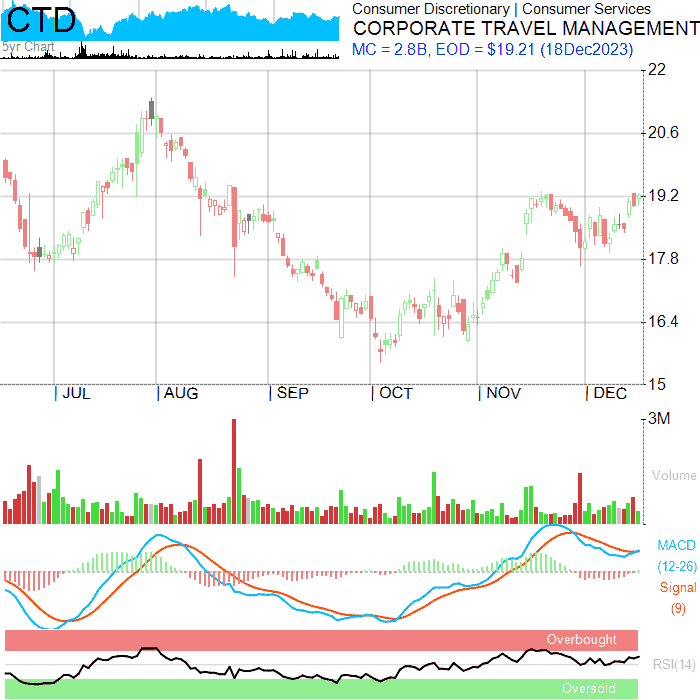 CTD
5yr Chart
Consumer Discretionary | Consumer Services
CORPORATE TRAVEL MANAGEMENT
MC = 2.8B, EOD = $19.21 (18Dec2023)
22
20.6
19.2
17.8
16.4
15
| JUL | AUG | SEP | OCT | NOV | DEC
3M
Volume
MACD
(12-26)
Signal
(9)
Overbought
RSI(14)
Oversold